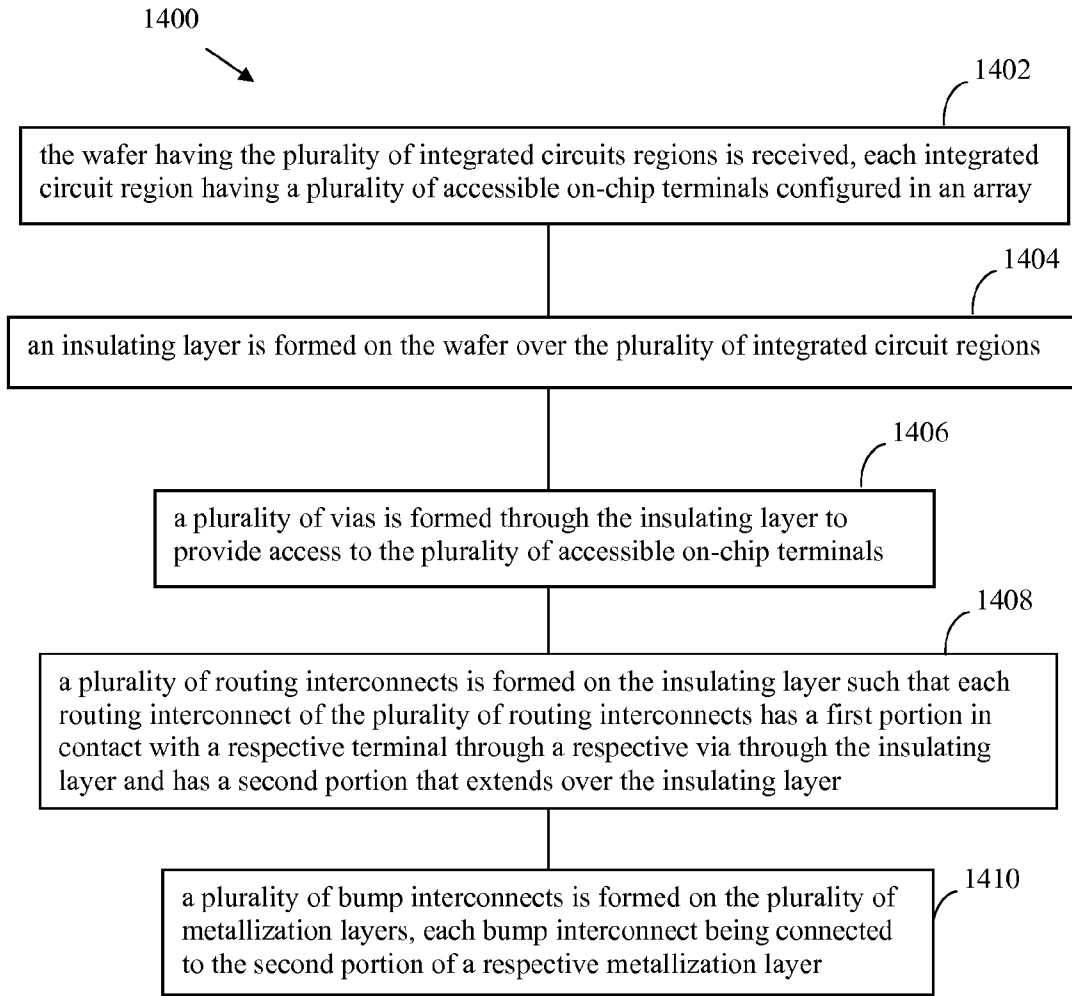 1400
1402
the wafer having the plurality of integrated circuits regions is received, each integrated
circuit region having a plurality of accessible on-chip terminals configured in an array
1404
an insulating layer is formed on the wafer over the plurality of integrated circuit regions
1406
a plurality of vias is formed through the insulating layer to
provide access to the plurality of accessible on-chip terminals
1408
a plurality of routing interconnects is formed on the insulating layer such that each
routing interconnect of the plurality of routing interconnects has a first portion in
contact with a respective terminal through a respective via through the insulating
layer and has a second portion that extends over the insulating layer
1410
a plurality of bump interconnects is formed on the plurality of
metallization layers, each bump interconnect being connected
to the second portion of a respective metallization layer